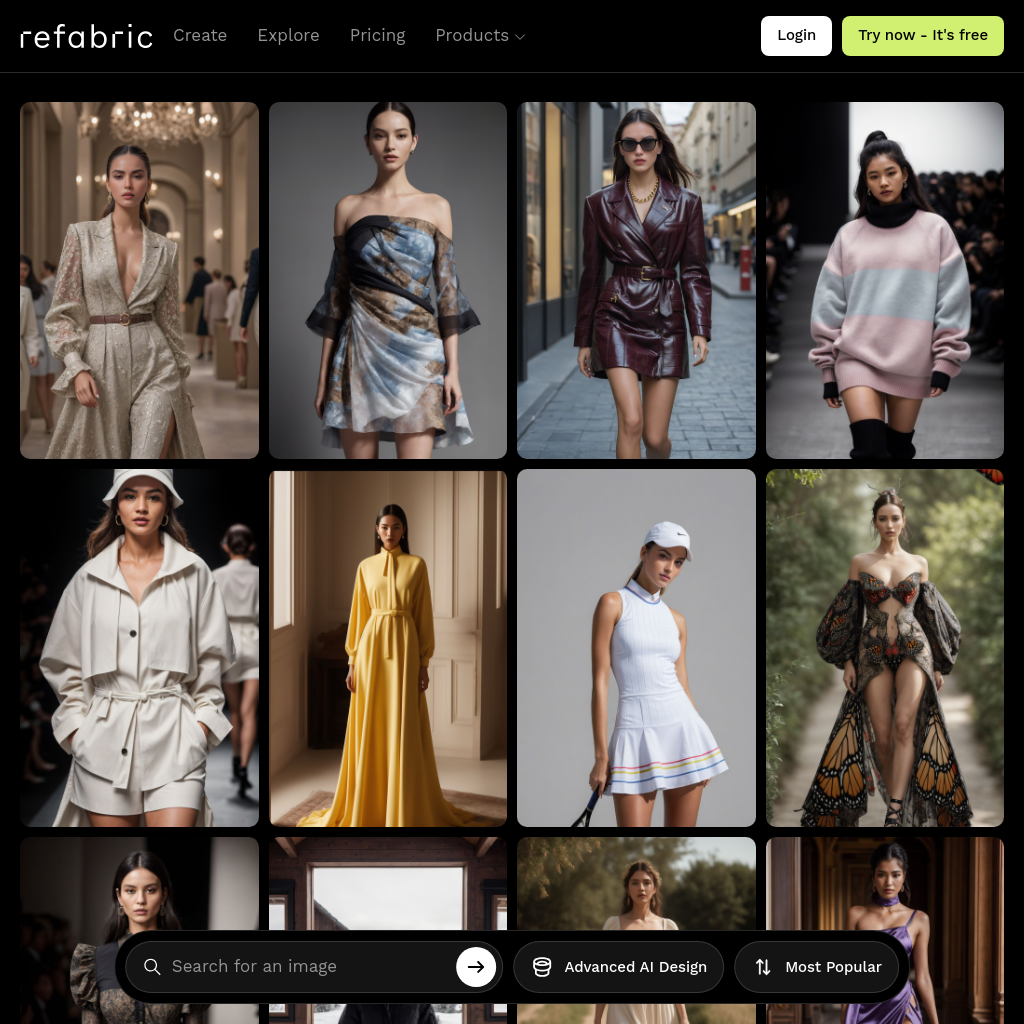 refabric
Create
Explore
Pricing
Products
Login
Try now - It's free
Search for an image
Advanced AI Design
Most Popular